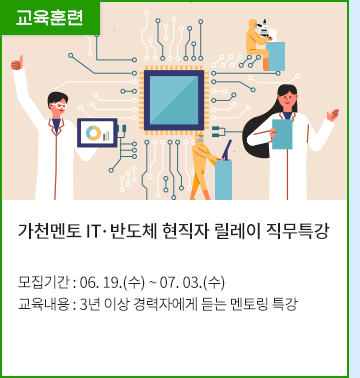 교육훈련
가천멘토 IT·반도체 현직자 릴레이 직무특강
모집기간 : 06. 19.(수) ~ 07. 03.(수)
교육내용 : 3년 이상 경력자에게 듣는 멘토링 특강